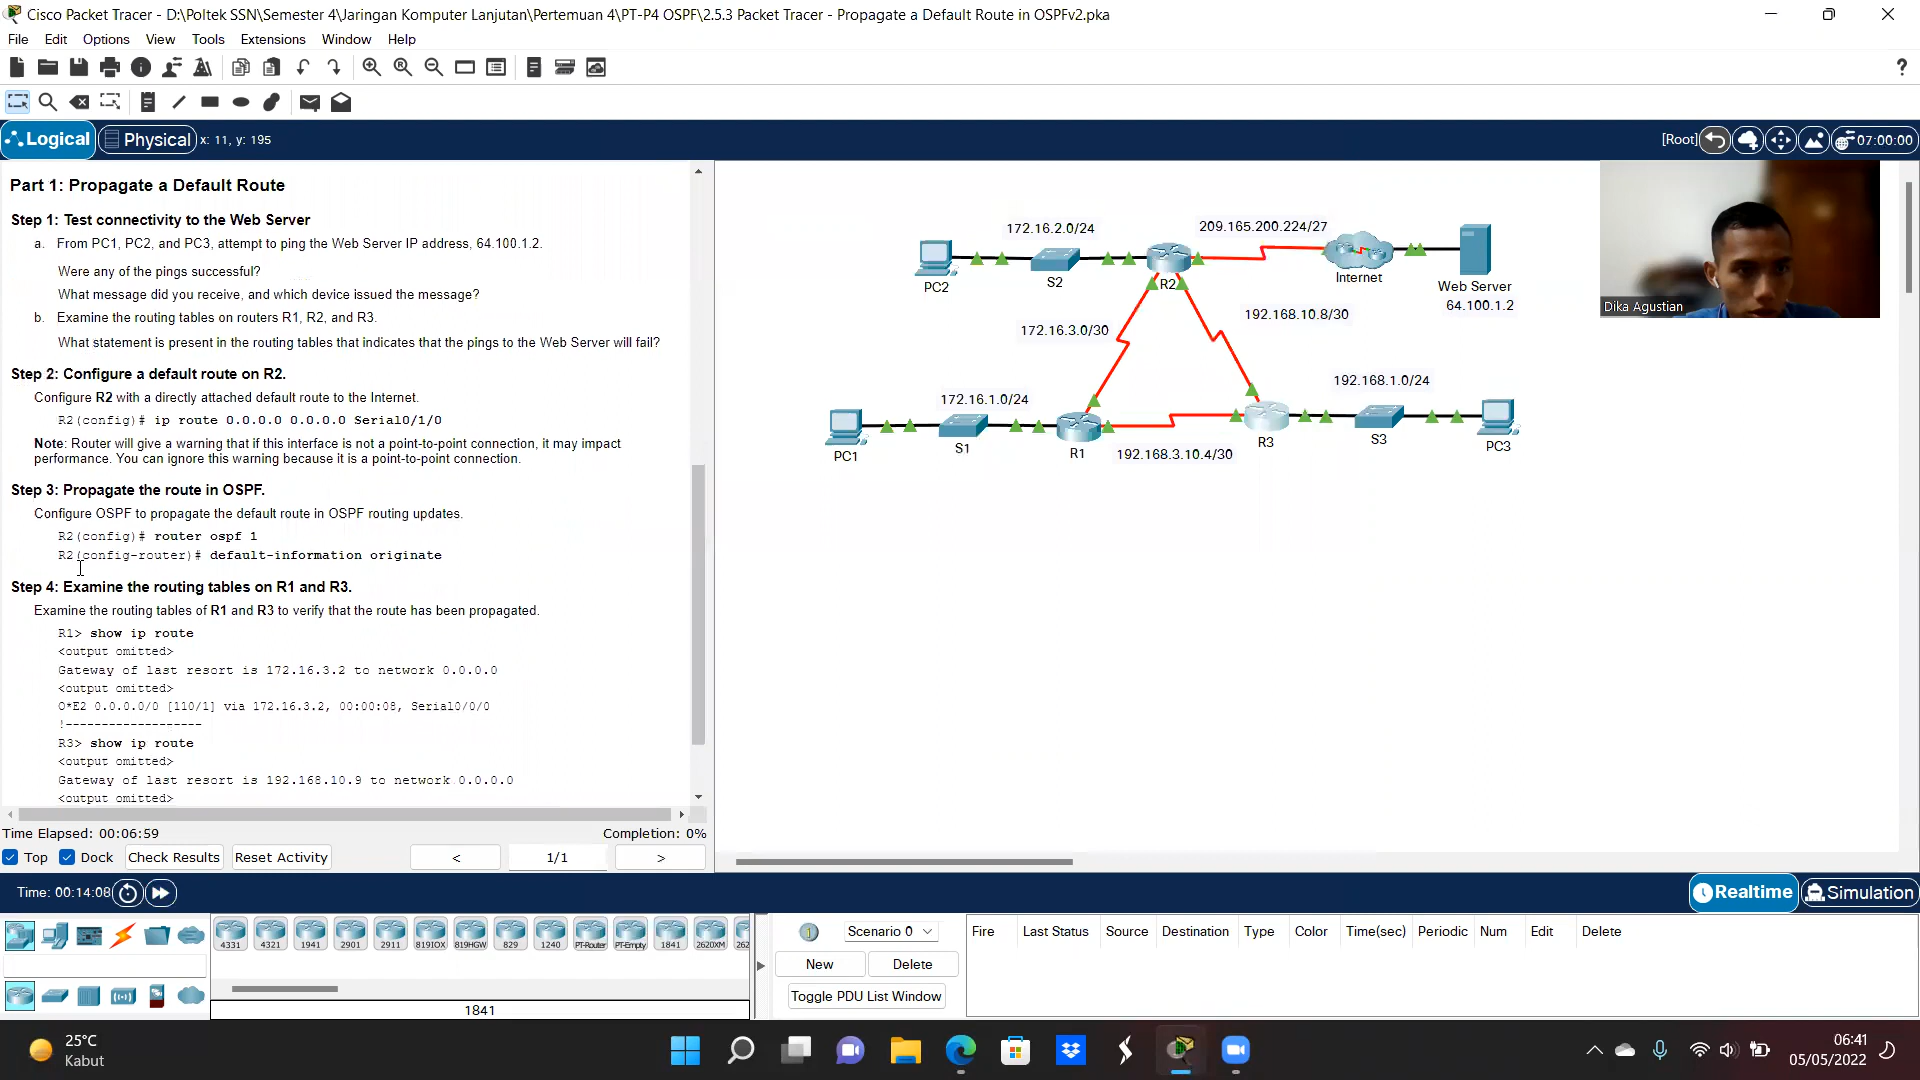 Cisco Packet Tracer - D:\Poltek SSN\Semester 4\Jaringan Komputer Lanjutan\Pertemuan 4\PT-P4 OSPF\2.5.3 Packet Tracer - Propagate a Default Route in OSPFv2.pka
File Edit Options View Tools Extensions Window Help
?
Logical Physical x: 11, y: 195 [Root] 07:00:00
Part 1: Propagate a Default Route
Step 1: Test connectivity to the Web Server
a. From PC1, PC2, and PC3, attempt to ping the Web Server IP address, 64.100.1.2.
Were any of the pings successful?
What message did you receive, and which device issued the message?
b. Examine the routing tables on routers R1, R2, and R3.
What statement is present in the routing tables that indicates that the pings to the Web Server will fail?
Step 2: Configure a default route on R2.
Configure R2 with a directly attached default route to the Internet.
R2(config)# ip route 0.0.0.0 0.0.0.0 Serial0/1/0
Note: Router will give a warning that if this interface is not a point-to-point connection, it may impact
performance. You can ignore this warning because it is a point-to-point connection.
Step 3: Propagate the route in OSPF.
Configure OSPF to propagate the default route in OSPF routing updates.
R2(config)# router ospf 1
R2(config-router)# default-information originate
Step 4: Examine the routing tables on R1 and R3.
Examine the routing tables of R1 and R3 to verify that the route has been propagated.
R1> show ip route
<output omitted>
Gateway of last resort is 172.16.3.2 to network 0.0.0.0
<output omitted>
O*E2 0.0.0.0/0 [110/1] via 172.16.3.2, 00:00:08, Serial0/0/0
!-------------------
R3> show ip route
<output omitted>
Gateway of last resort is 192.168.10.9 to network 0.0.0.0
<output omitted>
172.16.2.0/24
209.165.200.224/27
PC2
S2
R2
Internet
Web Server
64.100.1.2
172.16.3.0/30
192.168.10.8/30
192.168.1.0/24
172.16.1.0/24
PC1
S1
R1
192.168.3.10.4/30
R3
S3
PC3
Dika Agustian
Time Elapsed: 00:06:59 Completion: 0%
Top Dock Check Results Reset Activity < 1/1 >
Time: 00:14:08 Realtime Simulation
4331 4321 1941 2901 2911 819IOX 819HGW 829 1240 PT-Router PT-Empty 1841 2620XM 262
1841
Scenario 0
New Delete
Toggle PDU List Window
Fire Last Status Source Destination Type Color Time(sec) Periodic Num Edit Delete
25°C
Kabut
06:41
05/05/2022